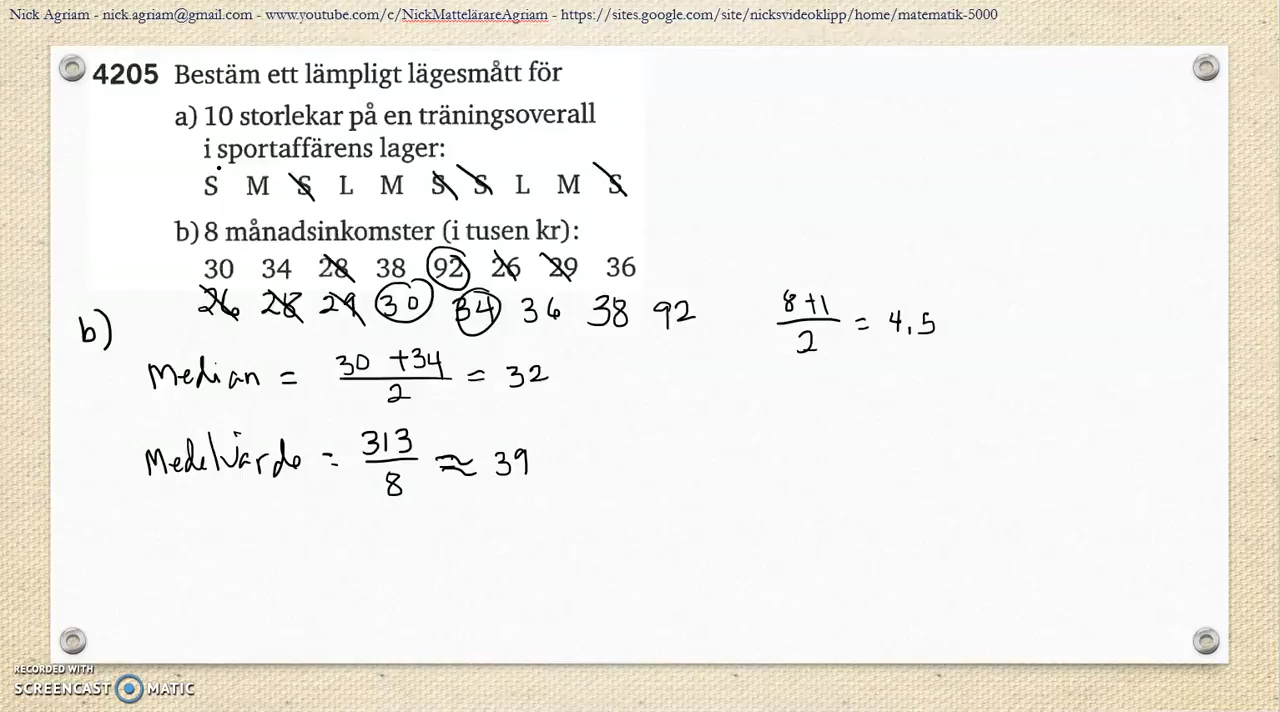 Nick Agriam - nick.agriam@gmail.com - www.youtube.com/c/NickMattelärareAgriam - https://sites.google.com/site/nicksvideoklipp/home/matematik-5000
4205 Bestäm ett lämpligt lägesmått för
a) 10 storlekar på en träningsoverall
i sportaffärens lager:
S M S L M S S L M S
b) 8 månadsinkomster (i tusen kr):
30 34 28 38 92 26 29 36
b) 26 28 29 30 34 36 38 92
8+1
2 = 4,5
Median = 30 +34
2 = 32
Medelvärde = 313
8 ≈ 39
RECORDED WITH
SCREENCAST MATIC